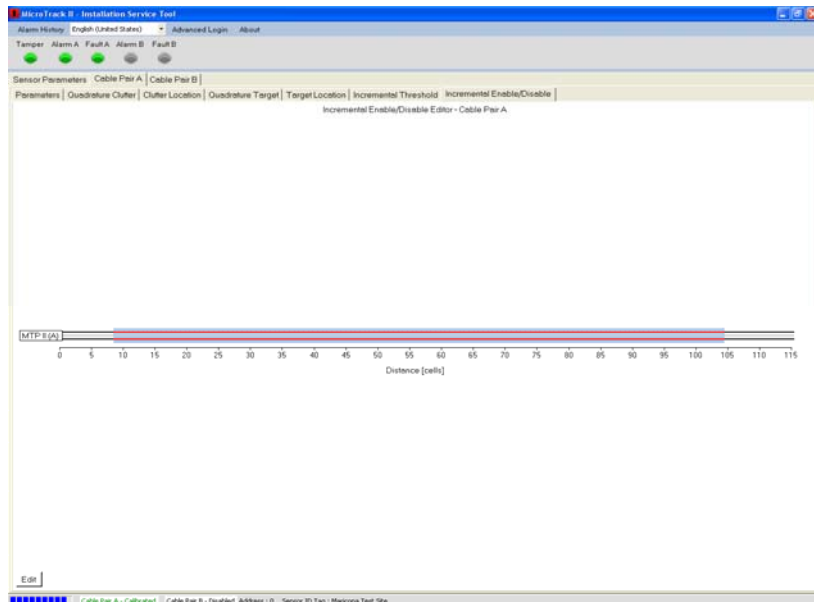 MicroTrack II - Installation Service Tool
Alarm History English (United States) Advanced Login About
Tamper Alarm A Fault A Alarm B Fault B
Sensor Parameters Cable Pair A Cable Pair B
Parameters Quadrature Clutter Clutter Location Quadrature Target Target Location Incremental Threshold Incremental Enable/Disable
Incremental Enable/Disable Editor - Cable Pair A
MTP II (A)
0 5 10 15 20 25 30 35 40 45 50 55 60 65 70 75 80 85 90 95 100 105 110 115
Distance [cells]
Edit
Cable Pair A - Calibrated Cable Pair B - Disabled Address : 0 Sensor ID Tag : Magcona Test Site